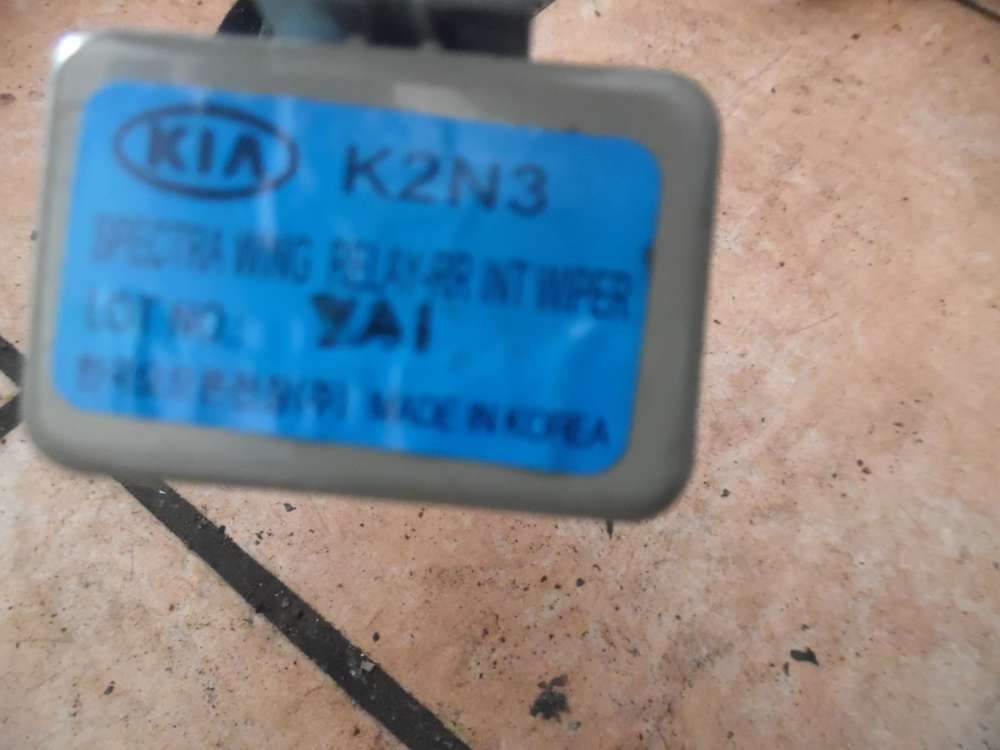 KIA K2N3
SPECTRA WING RELAY-RR INT WIPER
LOT NO. YA1
MADE IN KOREA